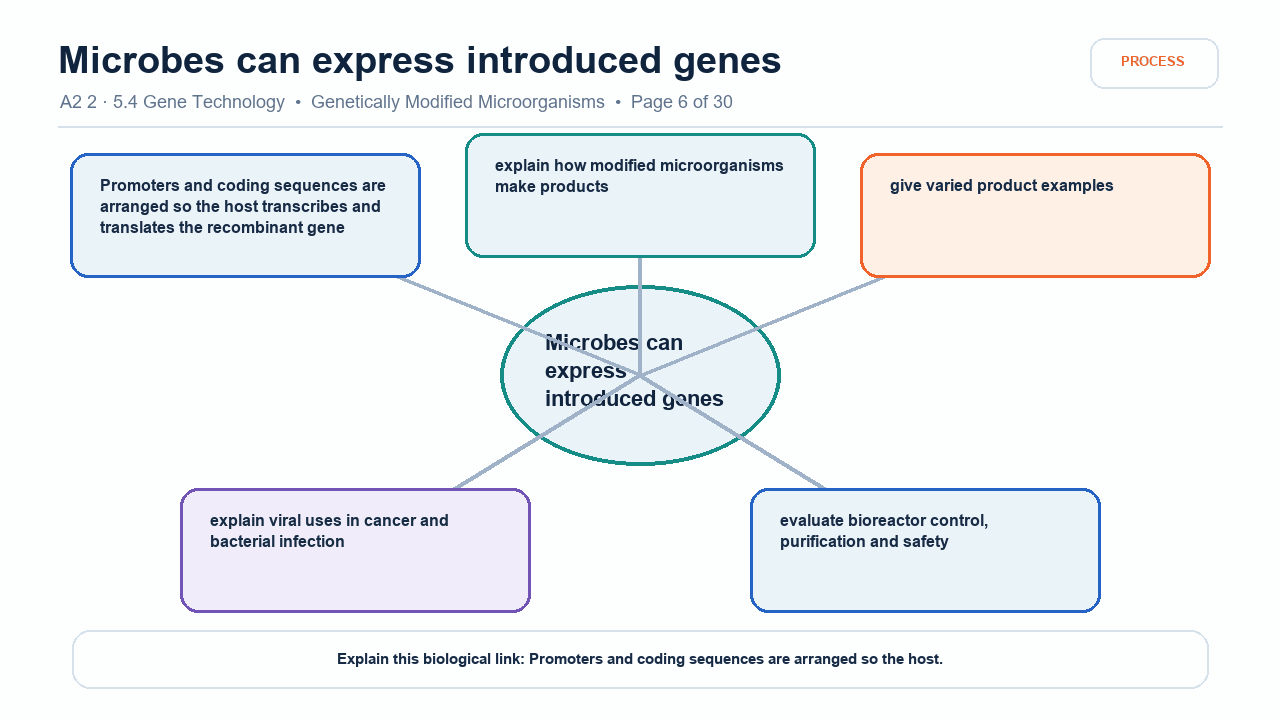 Microbes can express introduced genes
PROCESS
A2 2 · 5.4 Gene Technology • Genetically Modified Microorganisms • Page 6 of 30
Promoters and coding sequences are
arranged so the host transcribes and
translates the recombinant gene
explain how modified microorganisms
make products
give varied product examples
Microbes can
express
introduced genes
explain viral uses in cancer and
bacterial infection
evaluate bioreactor control,
purification and safety
Explain this biological link: Promoters and coding sequences are arranged so the host.